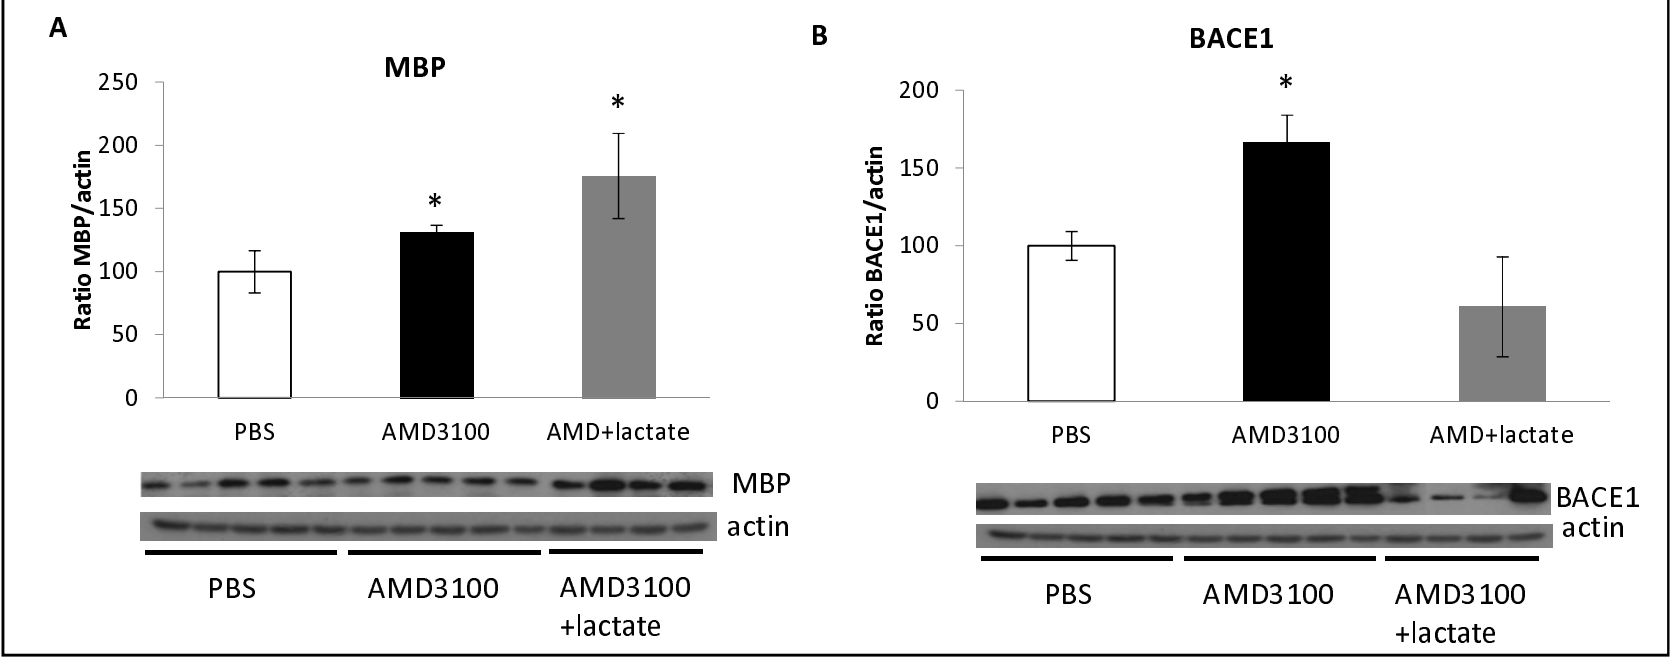 A
MBP
250
200
150
100
50
0
Ratio MBP/actin
*
*
PBS
AMD3100
AMD+lactate
MBP
actin
PBS
AMD3100
AMD3100
+lactate
B
BACE1
200
150
100
50
0
Ratio BACE1/actin
*
PBS
AMD3100
AMD+lactate
BACE1
actin
PBS
AMD3100
AMD3100
+lactate